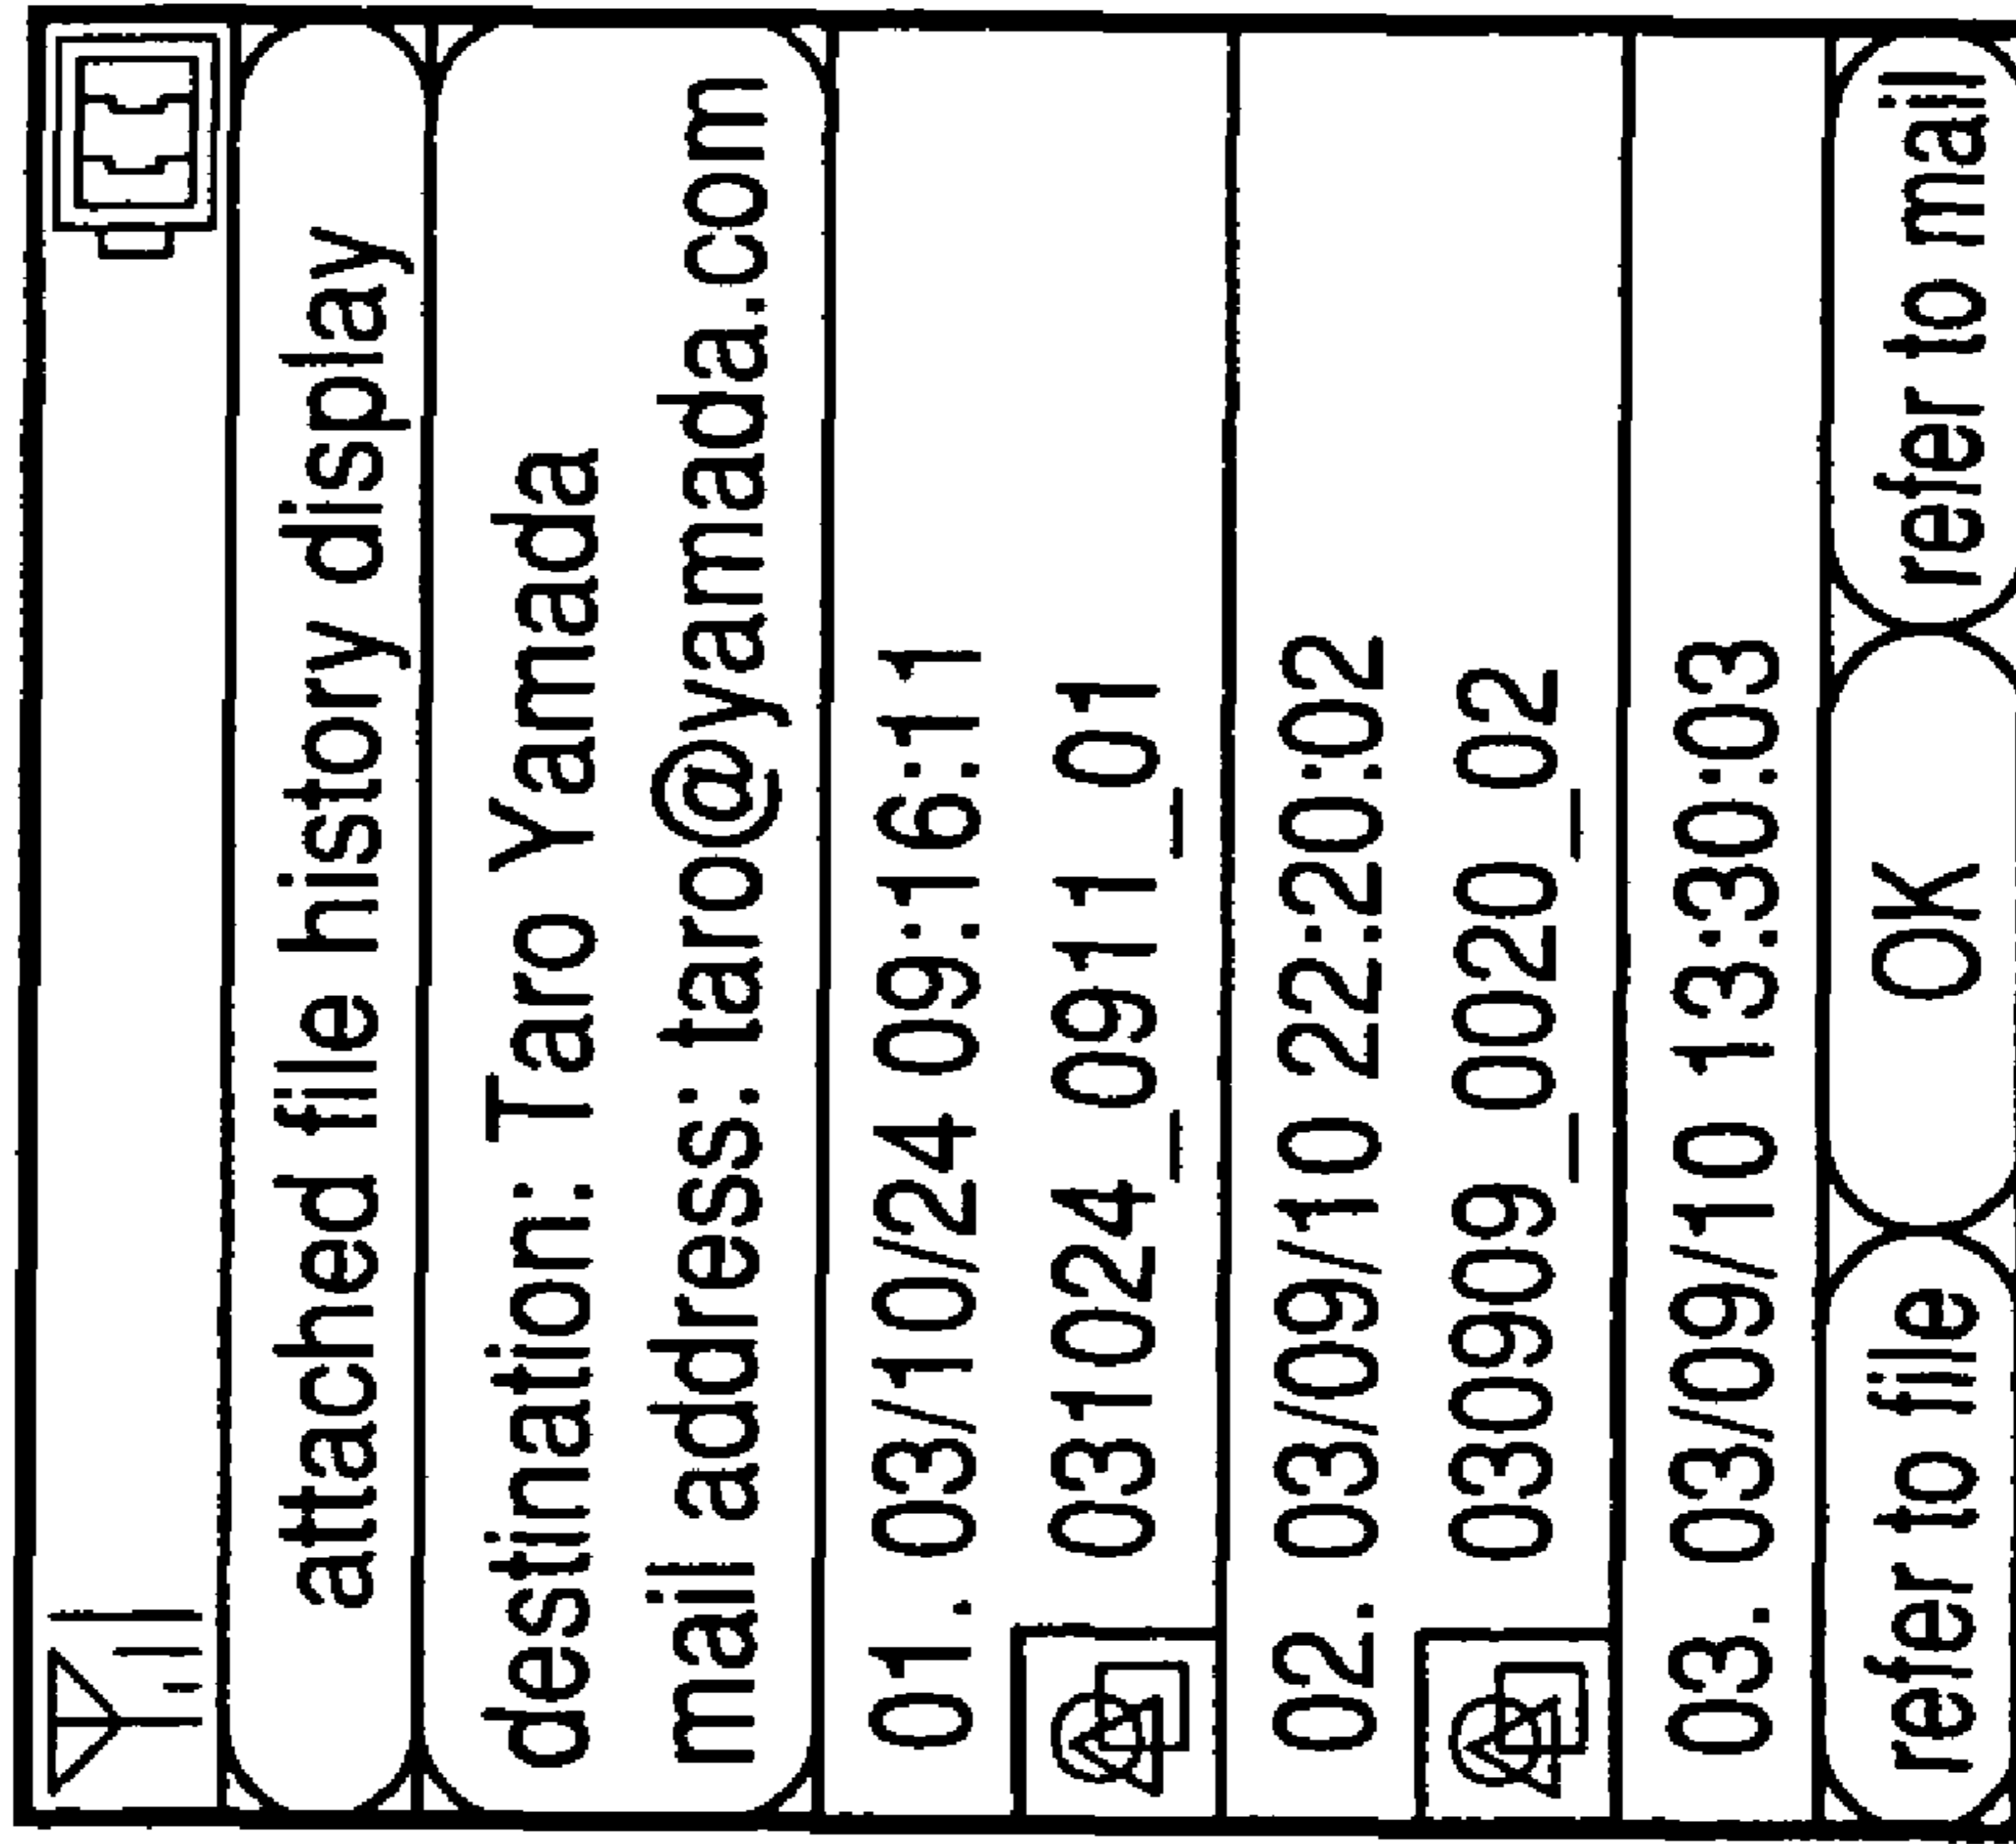 attached file history display
destination: Taro Yamada
mail address: taro@yamada.com
01. 03/10/24 09:16:11
031024_0911_01
02. 03/09/10 22:20:02
030909_0020_02
03. 03/09/10 13:30:03
refer to file OK refer to mail